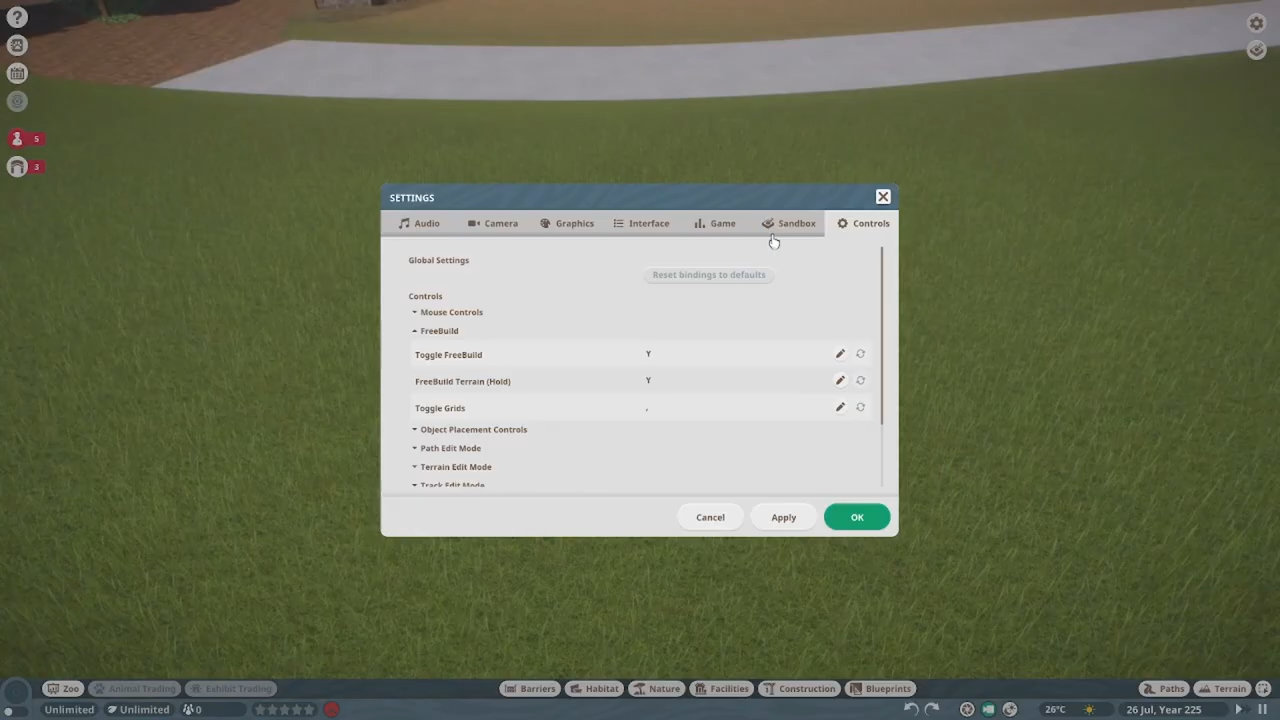 ?
5
3
SETTINGS
Audio Camera Graphics Interface Game Sandbox Controls
Global Settings
Reset bindings to defaults
Controls
Mouse Controls
FreeBuild
Toggle FreeBuild Y
FreeBuild Terrain (Hold) Y
Toggle Grids ,
Object Placement Controls
Path Edit Mode
Terrain Edit Mode
Track Edit Mode
Cancel Apply OK
Zoo Animal Trading Exhibit Trading Barriers Habitat Nature Facilities Construction Blueprints Paths Terrain
Unlimited Unlimited 0 26°C 26 Jul, Year 225